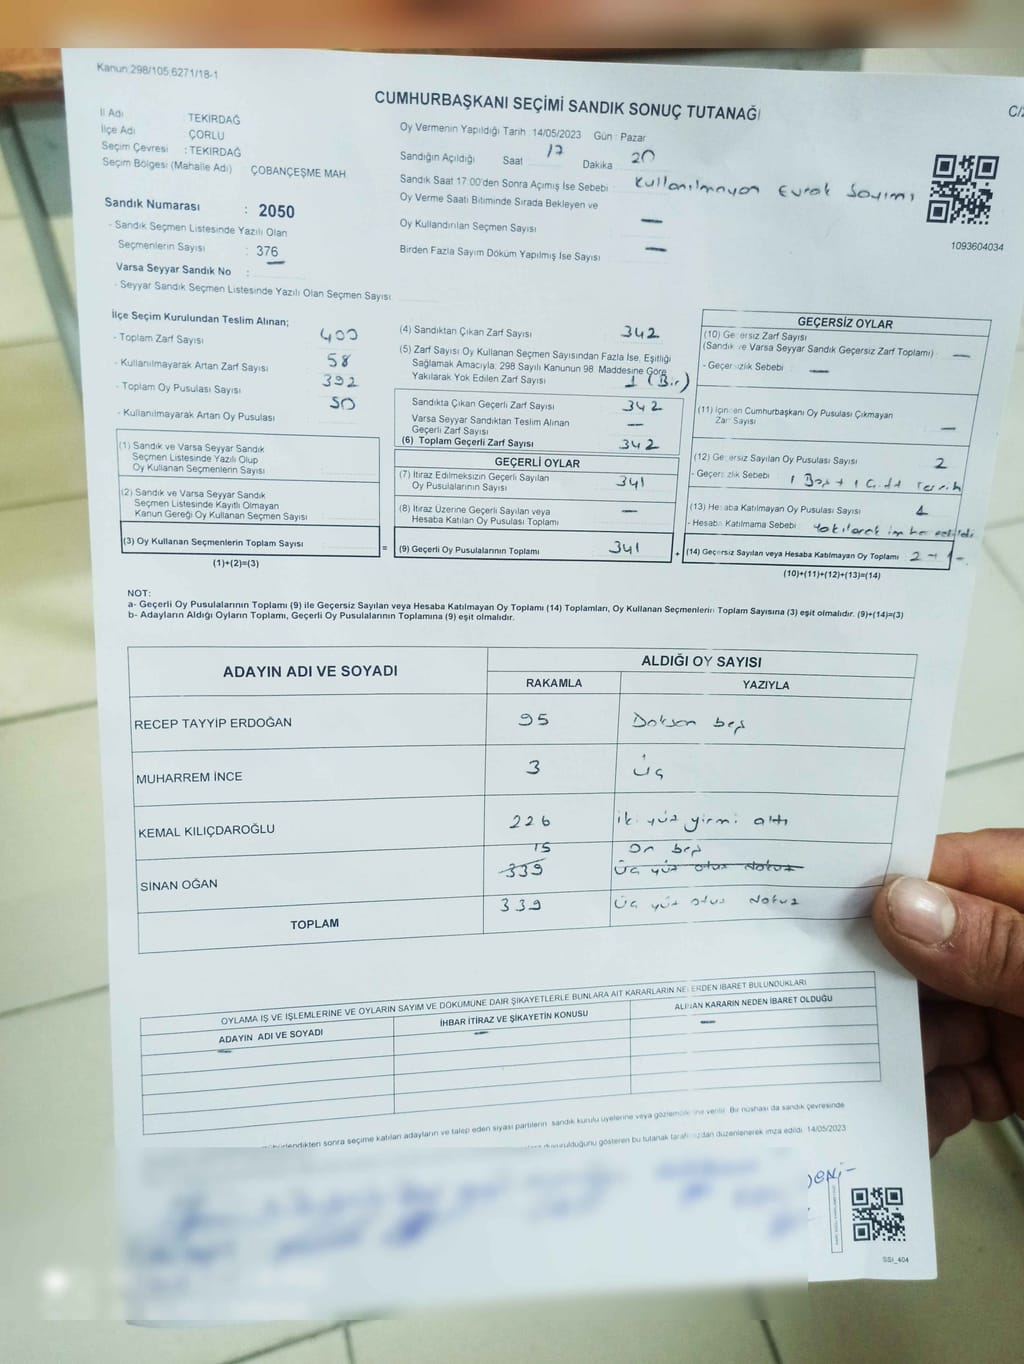 Kanun:298/105;6271/18-1
CUMHURBAŞKANI SEÇİMİ SANDIK SONUÇ TUTANAĞI
C/2
İl Adı : TEKİRDAĞ
İlçe Adı : ÇORLU
Seçim Çevresi : TEKİRDAĞ
Seçim Bölgesi (Mahalle Adı) ÇOBANÇEŞME MAH.
Sandık Numarası : 2050
- Sandık Seçmen Listesinde Yazılı Olan
Seçmenlerin Sayısı : 376
Varsa Seyyar Sandık No :
- Seyyar Sandık Seçmen Listesinde Yazılı Olan Seçmen Sayısı:
Oy Vermenin Yapıldığı Tarih : 14/05/2023 Gün : Pazar
Sandığın Açıldığı Saat 17 Dakika 20
Sandık Saat 17:00'den Sonra Açımış İse Sebebi : Kullanılmayan Evrak Sayımı
Oy Verme Saati Bitiminde Sırada Bekleyen ve
Oy Kullandırılan Seçmen Sayısı —
Birden Fazla Sayım Döküm Yapılmış İse Sayısı —
1093604034
İlçe Seçim Kurulundan Teslim Alınan;
- Toplam Zarf Sayısı 400
- Kullanılmayarak Artan Zarf Sayısı 58
- Toplam Oy Pusulası Sayısı 392
- Kullanılmayarak Artan Oy Pusulası 50
(1) Sandık ve Varsa Seyyar Sandık
Seçmen Listesinde Yazılı Olup
Oy Kullanan Seçmenlerin Sayısı
(2) Sandık ve Varsa Seyyar Sandık
Seçmen Listesinde Kayıtlı Olmayan
Kanun Gereği Oy Kullanan Seçmen Sayısı
(3) Oy Kullanan Seçmenlerin Toplam Sayısı
(1)+(2)=(3)
(4) Sandıktan Çıkan Zarf Sayısı 342
(5) Zarf Sayısı Oy Kullanan Seçmen Sayısından Fazla İse, Eşitliği
Sağlamak Amacıyla, 298 Sayılı Kanunun 98. Maddesine Göre
Yakılarak Yok Edilen Zarf Sayısı 1 (Bir)
Sandıkta Çıkan Geçerli Zarf Sayısı 342
Varsa Seyyar Sandıktan Teslim Alınan
Geçerli Zarf Sayısı —
(6) Toplam Geçerli Zarf Sayısı 342
GEÇERLİ OYLAR
(7) İtiraz Edilmeksizin Geçerli Sayılan
Oy Pusulalarının Sayısı 341
(8) İtiraz Üzerine Geçerli Sayılan veya
Hesaba Katılan Oy Pusulası Toplamı —
= (9) Geçerli Oy Pusulalarının Toplamı 341 +
GEÇERSİZ OYLAR
(10) Geçersiz Zarf Sayısı
(Sandık ve Varsa Seyyar Sandık Geçersiz Zarf Toplamı) —
- Geçersizlik Sebebi : —
(11) İçinden Cumhurbaşkanı Oy Pusulası Çıkmayan
Zarf Sayısı —
(12) Geçersiz Sayılan Oy Pusulası Sayısı 2
- Geçersizlik Sebebi : 1 Boş + 1 Çift Tercih
(13) Hesaba Katılmayan Oy Pusulası Sayısı 1
- Hesaba Katılmama Sebebi : yakılarak imha edildi
(14) Geçersiz Sayılan veya Hesaba Katılmayan Oy Toplamı
(10)+(11)+(12)+(13)=(14)
NOT:
a- Geçerli Oy Pusulalarının Toplamı (9) ile Geçersiz Sayılan veya Hesaba Katılmayan Oy Toplamı (14) Toplamları, Oy Kullanan Seçmenlerin Toplam Sayısına (3) eşit olmalıdır. (9)+(14)=(3)
b- Adayların Aldığı Oyların Toplamı, Geçerli Oy Pusulalarının Toplamına (9) eşit olmalıdır.
ADAYIN ADI VE SOYADI ALDIĞI OY SAYISI
RAKAMLA YAZIYLA
RECEP TAYYİP ERDOĞAN 95 Doksan beş
MUHARREM İNCE 3 Üç
KEMAL KILIÇDAROĞLU 226 iki yüz yirmi altı
15 On beş
SİNAN OĞAN 339 Üç yüz otuz dokuz
TOPLAM 339 Üç yüz otuz dokuz
OYLAMA İŞ VE İŞLEMLERİNE VE OYLARIN SAYIM VE DÖKÜMÜNE DAİR ŞİKAYETLERLE BUNLARA AİT KARARLARIN NELERDEN İBARET BULUNDUKLARI
ADAYIN ADI VE SOYADI İHBAR İTİRAZ VE ŞİKAYETİN KONUSU ALINAN KARARIN NEDEN İBARET OLDUĞU
— — —
sonra seçime katılan adayların ve talep eden siyasi partilerin sandık kurulu üyelerine veya gözlemcilerine verilir. Bir nüshası da sandık çevresinde
duyurulduğunu gösteren bu tutanak tarafımızdan düzenlenerek imza edildi. 14/05/2023
SSI_404